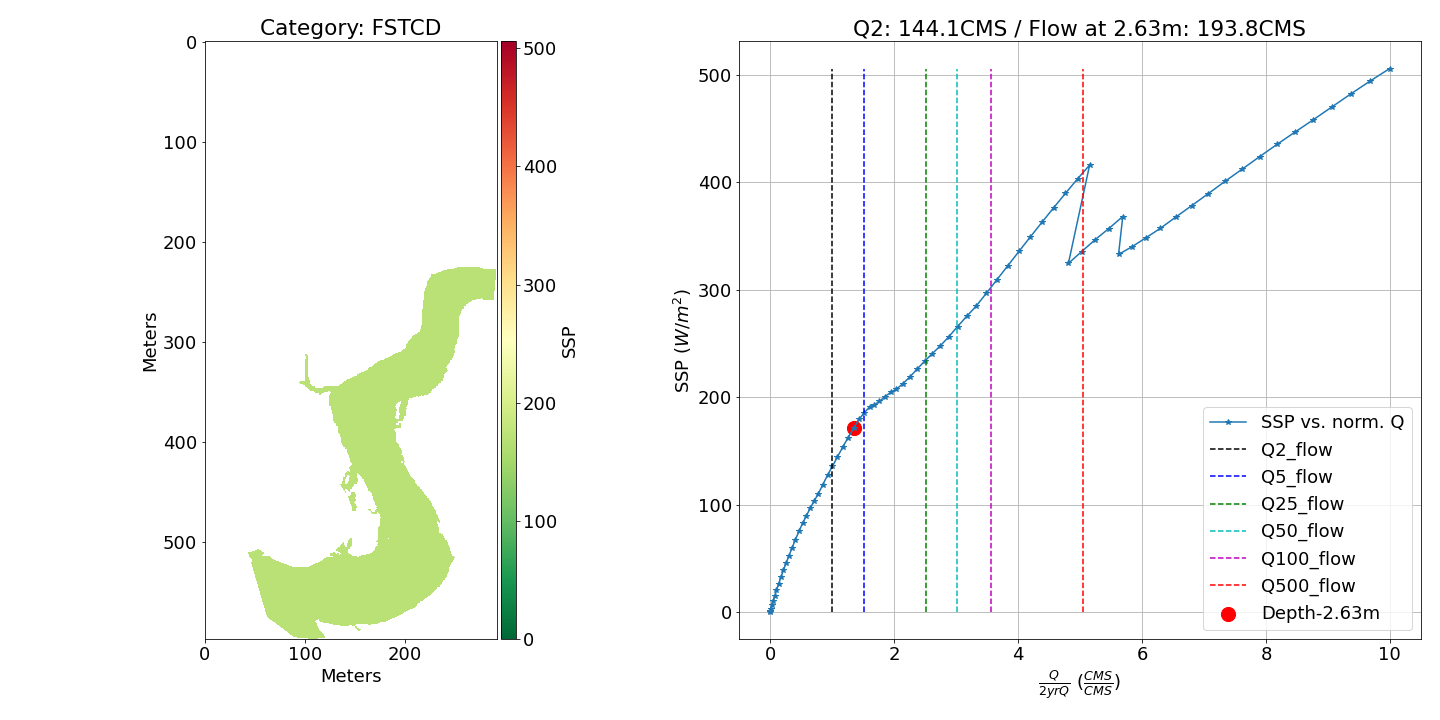 Category: FSTCD
0
100
200
300
400
500
Meters
0
100
200
Meters
500
400
300
200
100
0
SSP
Q2: 144.1CMS / Flow at 2.63m: 193.8CMS
500
400
300
200
100
0
SSP (W/m²)
0
2
4
6
8
10
Q/2yrQ (CMS/CMS)
SSP vs. norm. Q
Q2_flow
Q5_flow
Q25_flow
Q50_flow
Q100_flow
Q500_flow
Depth-2.63m